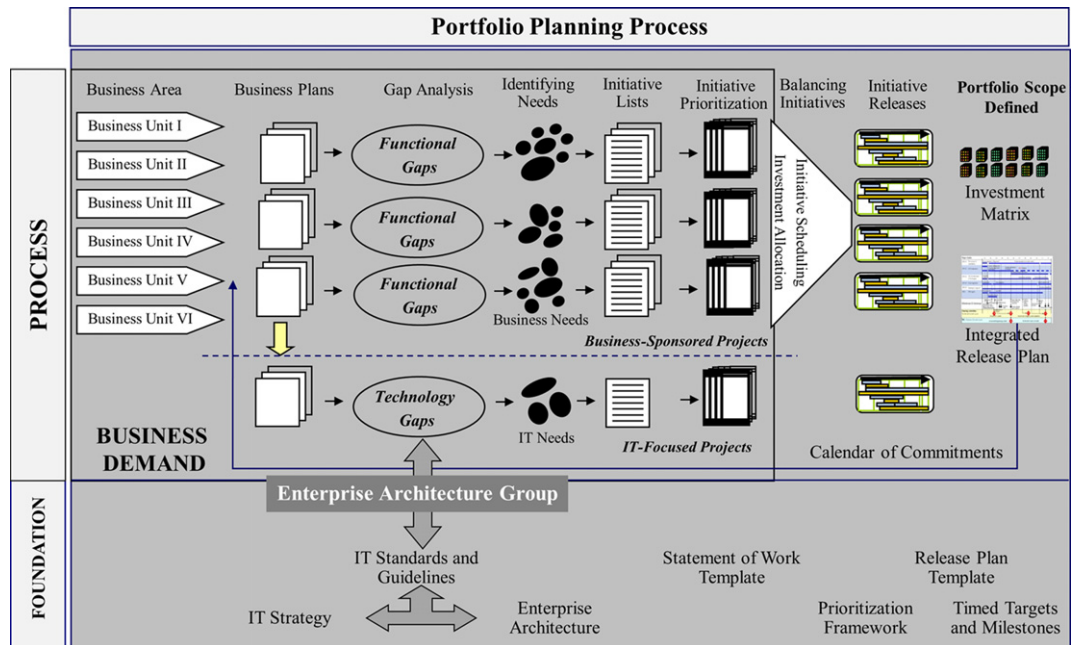 Portfolio Planning Process
PROCESS
Business Area
Business Plans
Gap Analysis
Identifying
Needs
Initiative
Lists
Initiative
Prioritization
Balancing
Initiatives
Initiative
Releases
Portfolio Scope
Defined
Business Unit I
Business Unit II
Business Unit III
Business Unit IV
Business Unit V
Business Unit VI
Functional
Gaps
Functional
Gaps
Functional
Gaps
Business Needs
Initiative Scheduling
Investment Allocation
Investment
Matrix
Integrated
Release Plan
Business-Sponsored Projects
Technology
Gaps
IT Needs
IT-Focused Projects
BUSINESS
DEMAND
Calendar of Commitments
Enterprise Architecture Group
FOUNDATION
IT Standards and
Guidelines
IT Strategy
Enterprise
Architecture
Statement of Work
Template
Release Plan
Template
Prioritization
Framework
Timed Targets
and Milestones